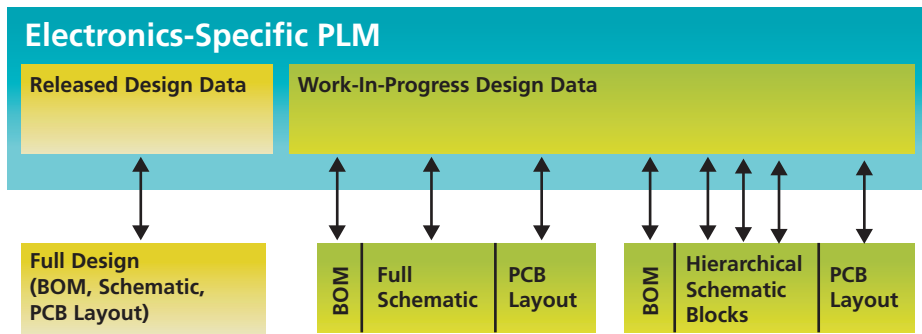 Electronics-Specific PLM
Released Design Data
Work-In-Progress Design Data
Full Design
(BOM, Schematic,
PCB Layout)
BOM
Full
Schematic
PCB
Layout
BOM
Hierarchical
Schematic
Blocks
PCB
Layout